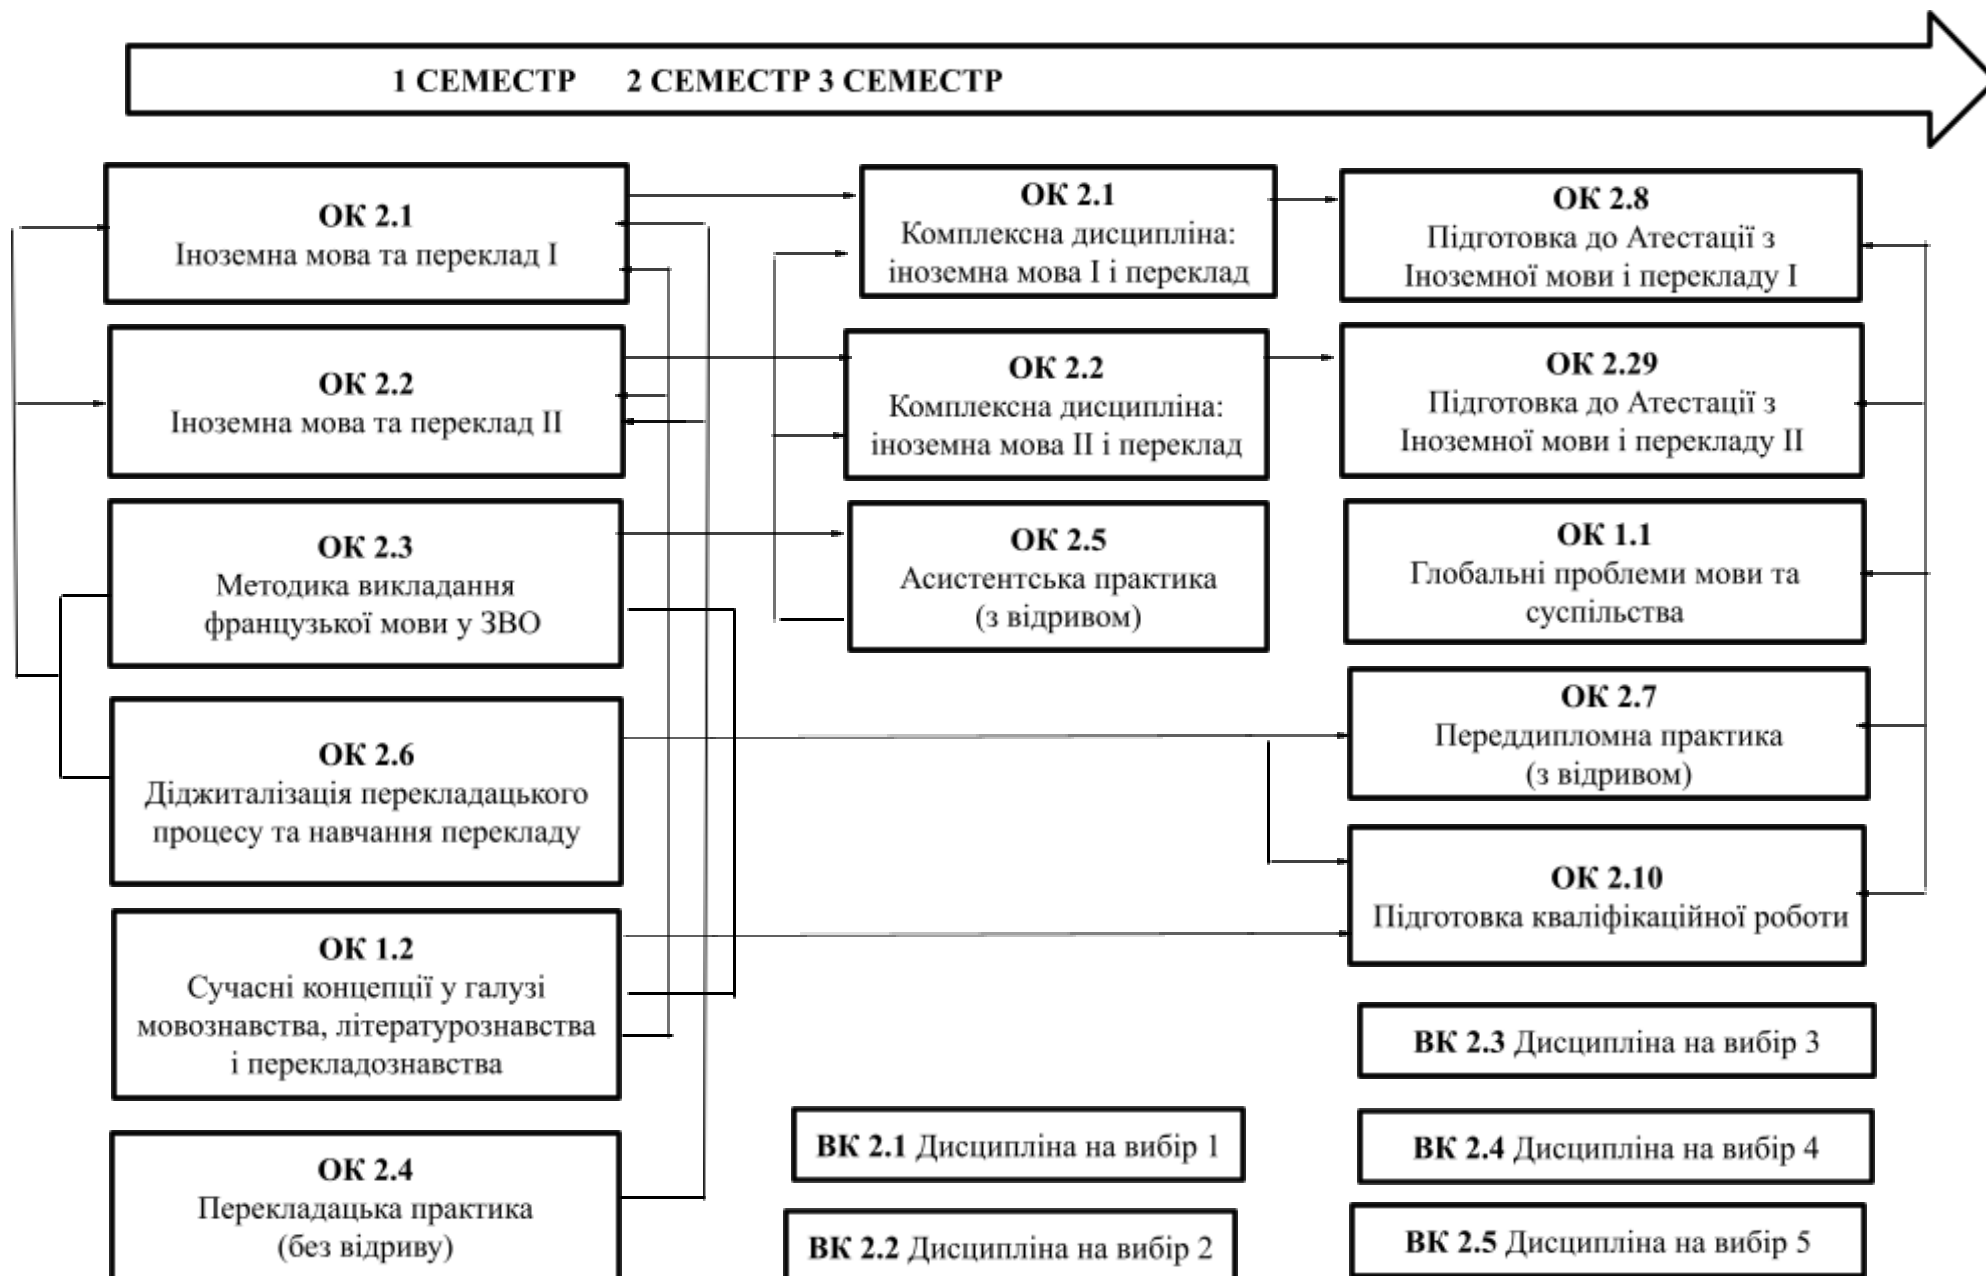 1 СЕМЕСТР 2 СЕМЕСТР 3 СЕМЕСТР
ОК 2.1
Іноземна мова та переклад І
ОК 2.2
Іноземна мова та переклад ІІ
ОК 2.3
Методика викладання
французької мови у ЗВО
ОК 2.6
Діджиталізація перекладацького
процесу та навчання перекладу
ОК 1.2
Сучасні концепції у галузі
мовознавства, літературознавства
і перекладознавства
ОК 2.4
Перекладацька практика
(без відриву)
ОК 2.1
Комплексна дисципліна:
іноземна мова І і переклад
ОК 2.2
Комплексна дисципліна:
іноземна мова ІІ і переклад
ОК 2.5
Асистентська практика
(з відривом)
ВК 2.1 Дисципліна на вибір 1
ВК 2.2 Дисципліна на вибір 2
ОК 2.8
Підготовка до Атестації з
Іноземної мови і перекладу І
ОК 2.29
Підготовка до Атестації з
Іноземної мови і перекладу ІІ
ОК 1.1
Глобальні проблеми мови та
суспільства
ОК 2.7
Переддипломна практика
(з відривом)
ОК 2.10
Підготовка кваліфікаційної роботи
ВК 2.3 Дисципліна на вибір 3
ВК 2.4 Дисципліна на вибір 4
ВК 2.5 Дисципліна на вибір 5